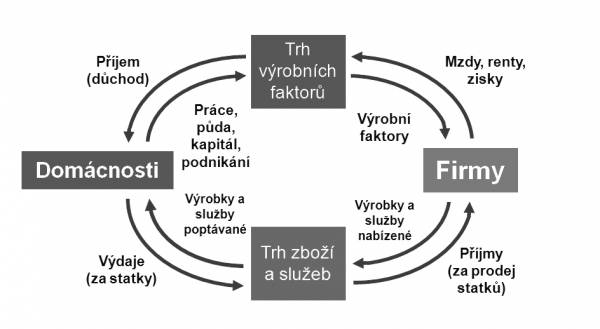 Trh
výrobních
faktorů
Příjem
(důchod)
Mzdy, renty,
zisky
Práce,
půda,
kapitál,
podnikání
Výrobní
faktory
Domácnosti
Firmy
Výrobky a
služby
poptávané
Výrobky a
služby
nabízené
Trh zboží
a služeb
Výdaje
(za statky)
Příjmy
(za prodej
statků)